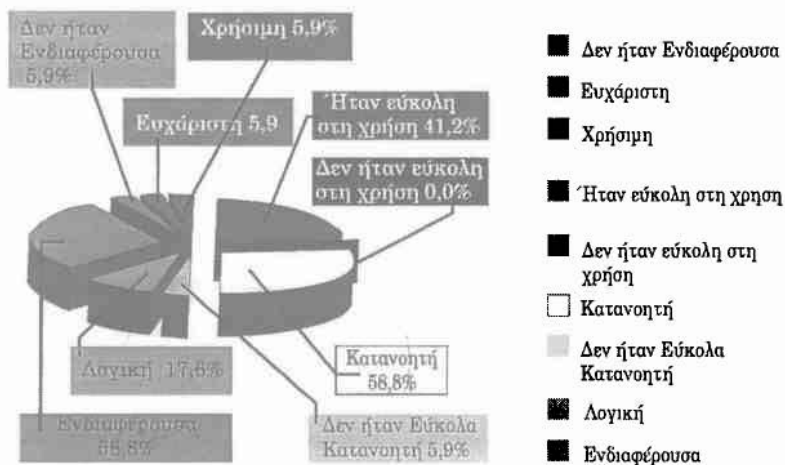 Δεν ήταν
Ενδιαφέρουσα
5,9%
Χρήσιμη 5,9%
Ευχάριστη 5,9
Ήταν εύκολη
στη χρήση 41,2%
Δεν ήταν εύκολη
στη χρήση 0,0%
Λογική 17,6%
Κατανοητή
58,8%
Ενδιαφέρουσα
58,8%
Δεν ήταν Εύκολα
Κατανοητή 5,9%
Δεν ήταν Ενδιαφέρουσα
Ευχάριστη
Χρήσιμη
Ήταν εύκολη στη χρηση
Δεν ήταν εύκολη στη
χρήση
Κατανοητή
Δεν ήταν Εύκολα
Κατανοητή
Λογική
Ενδιαφέρουσα